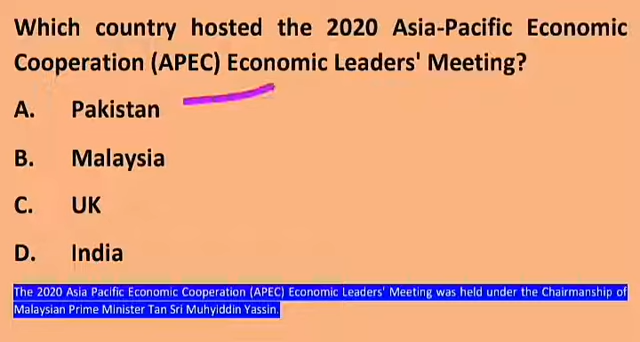 Which country hosted the 2020 Asia-Pacific Economic
Cooperation (APEC) Economic Leaders' Meeting?
A. Pakistan
B. Malaysia
C. UK
D. India
The 2020 Asia Pacific Economic Cooperation (APEC) Economic Leaders' Meeting was held under the Chairmanship of
Malaysian Prime Minister Tan Sri Muhyiddin Yassin.